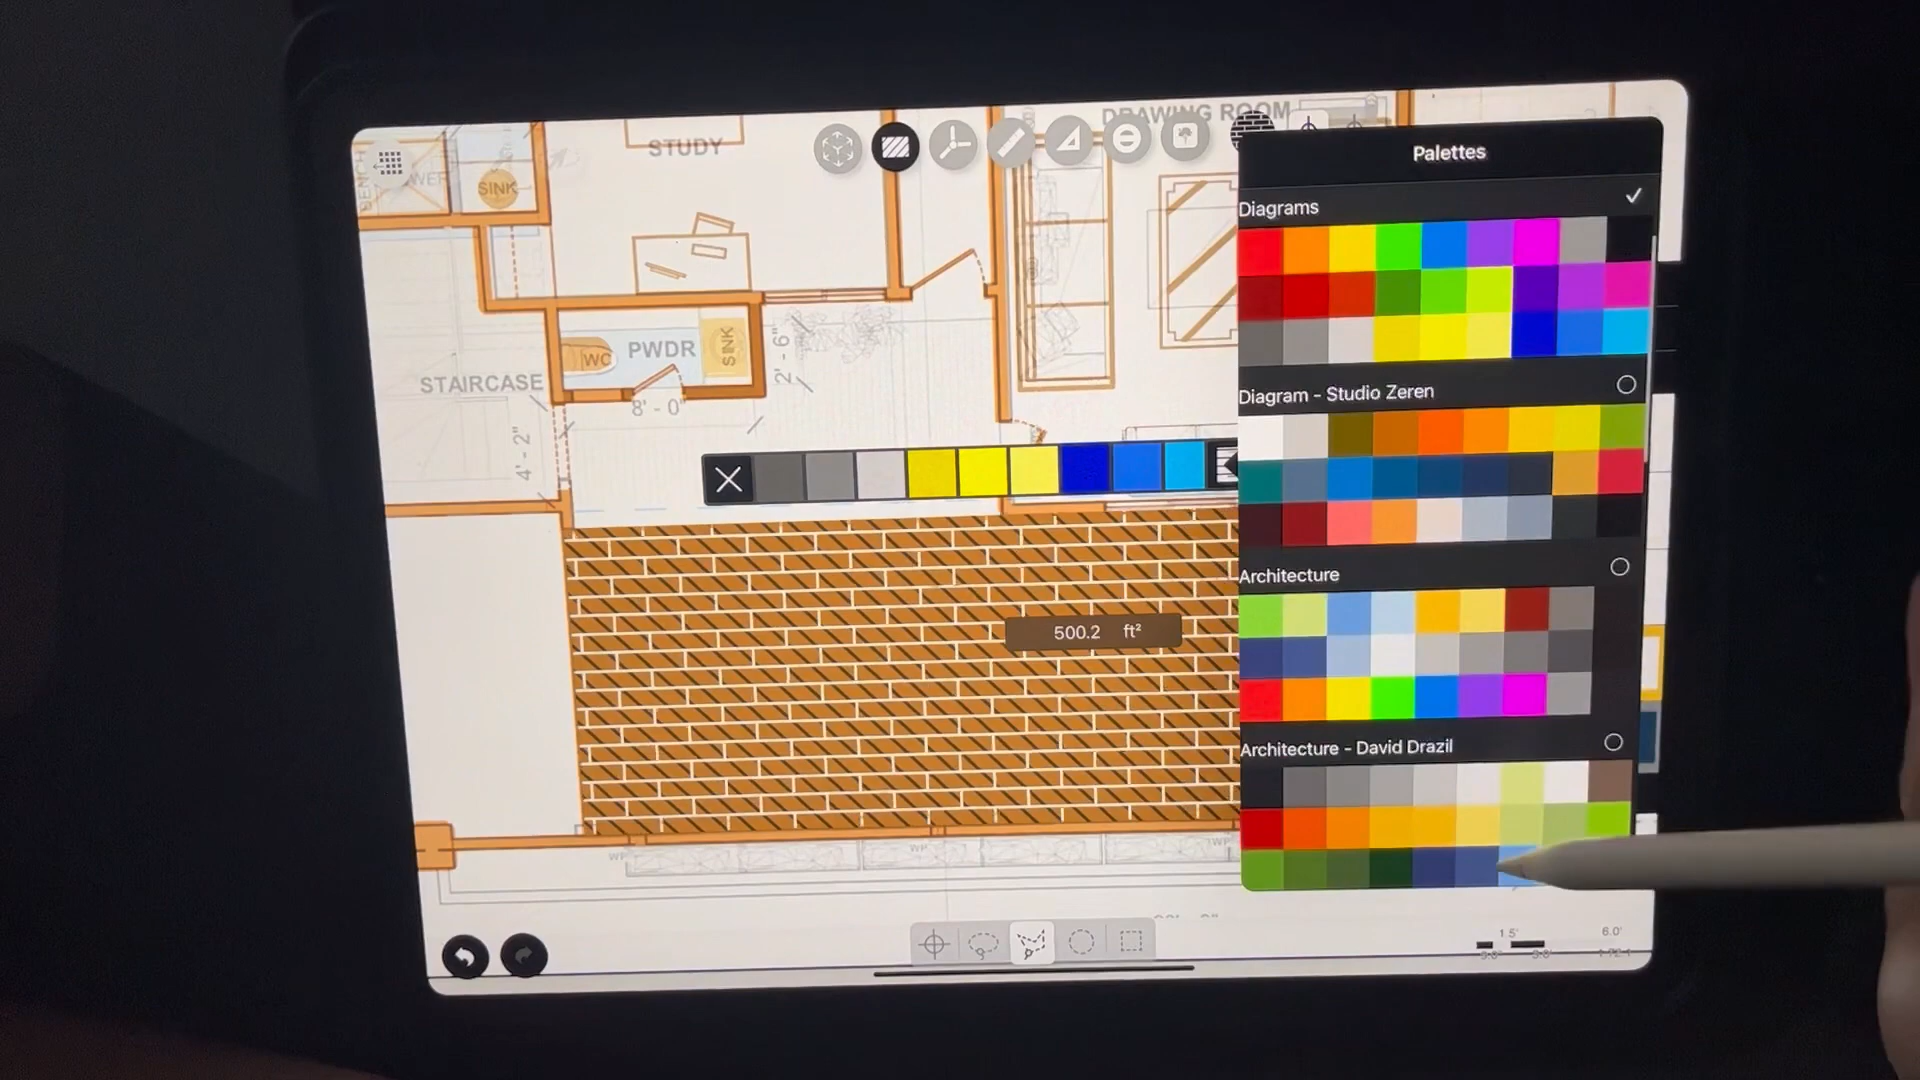 DRAWING ROOM
STUDY
SINK
Palettes
Diagrams
WC
PWDR
SINK
2' - 6"
STAIRCASE
8' - 0"
4' - 2"
Diagram - Studio Zeren
500.2 ft²
Architecture
Architecture - David Drazil
1.5'
6.0'